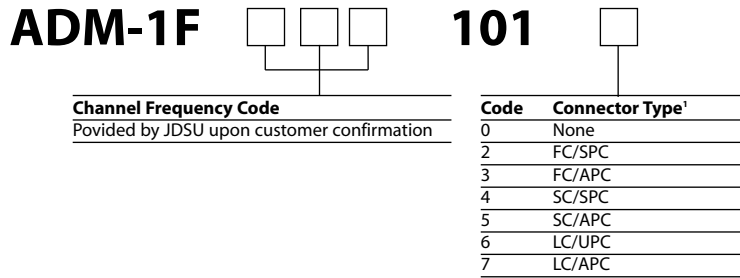 ADM-1F 101
Channel Frequency Code
Povided by JDSU upon customer confirmation
Code Connector Type¹
0 None
2 FC/SPC
3 FC/APC
4 SC/SPC
5 SC/APC
6 LC/UPC
7 LC/APC